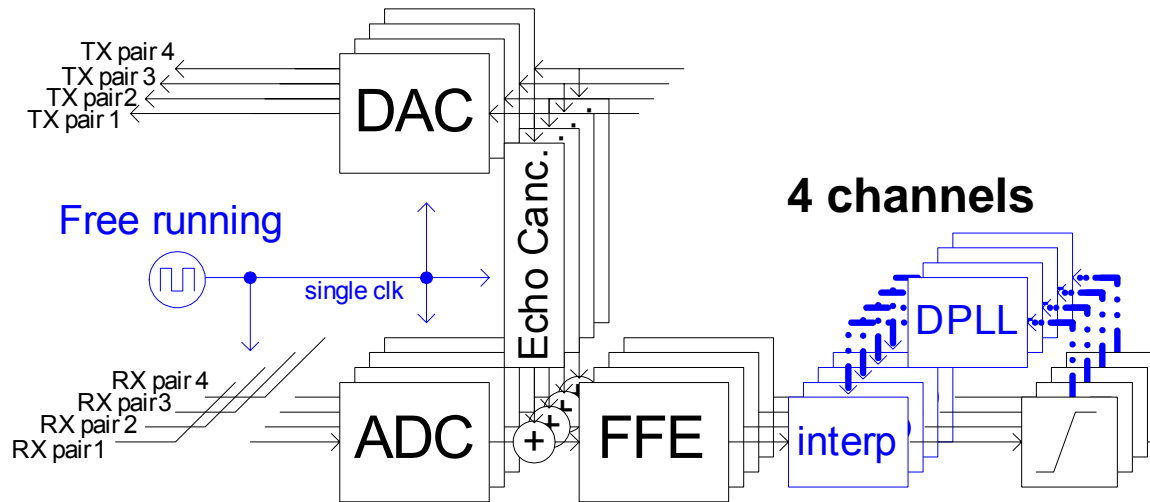 TX pair 4
TX pair 3
TX pair2
TX pair 1
DAC
Echo Canc.
4 channels
Free running
single clk
DPLL
RX pair 4
RX pair3
RX pair 2
RX pair1
ADC
+
+
+
+
FFE
interp